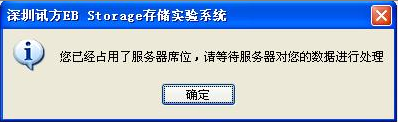 深圳讯方EB Storage存储实验系统
您已经占用了服务器席位，请等待服务器对您的数据进行处理
确定